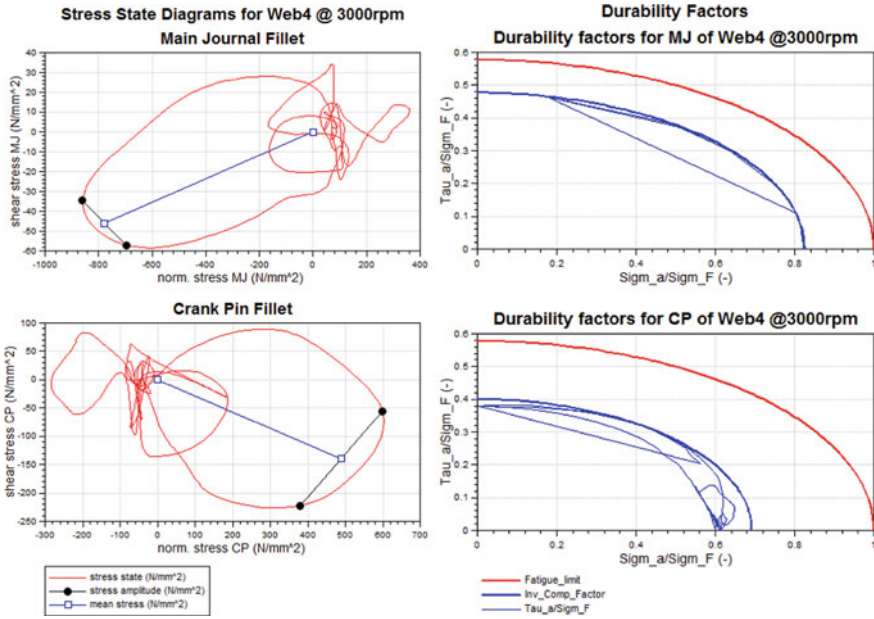 Stress State Diagrams for Web4 @ 3000rpm
Main Journal Fillet
shear stress MJ (N/mm^2)
40
30
20
10
0
-10
-20
-30
-40
-50
-60
-1000 -800 -600 -400 -200 0 200 400
norm. stress MJ (N/mm^2)
Durability Factors
Durability factors for MJ of Web4 @3000rpm
Tau_a/Sigm_F (-)
0.6
0.5
0.4
0.3
0.2
0.1
0
0 0.2 0.4 0.6 0.8 1
Sigm_a/Sigm_F (-)
Crank Pin Fillet
shear stress CP (N/mm^2)
100
50
0
-50
-100
-150
-200
-250
-300 -200 -100 0 100 200 300 400 500 600 700
norm. stress CP (N/mm^2)
Durability factors for CP of Web4 @3000rpm
Tau_a/Sigm_F (-)
0.6
0.5
0.4
0.3
0.2
0.1
0
0 0.2 0.4 0.6 0.8 1
Sigm_a/Sigm_F (-)
stress state (N/mm^2)
stress amplitude (N/mm^2)
mean stress (N/mm^2)
Fatigue_limit
Inv_Comp_Factor
Tau_a/Sigm_F